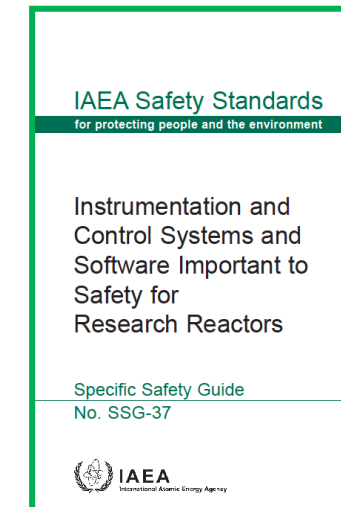 IAEA Safety Standards
for protecting people and the environment
Instrumentation and
Control Systems and
Software Important to
Safety for
Research Reactors
Specific Safety Guide
No. SSG-37
IAEA
International Atomic Energy Agency